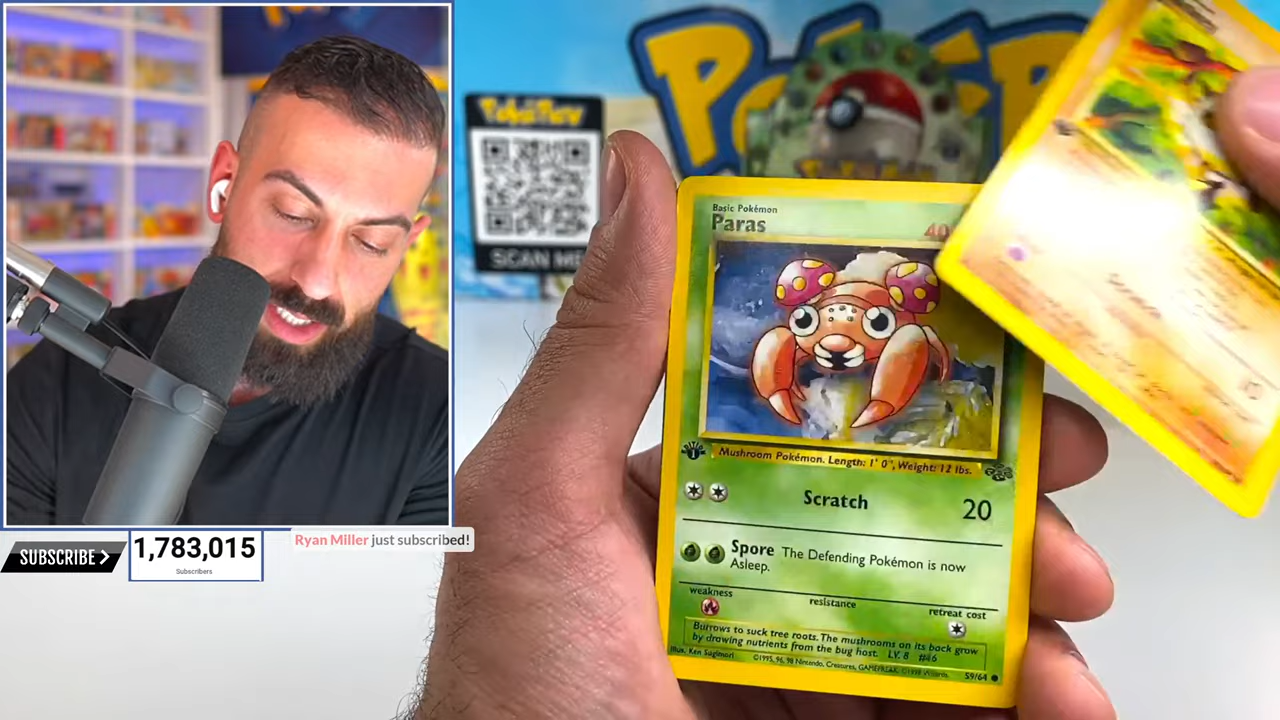 PokéRev
SCAN ME
Poké
Basic Pokémon
Paras
40
Mushroom Pokémon. Length: 1' 0", Weight: 12 lbs.
Scratch 20
Spore The Defending Pokémon is now
Asleep.
weakness resistance retreat cost
Burrows to suck tree roots. The mushrooms on its back grow
by drawing nutrients from the bug host. LV. 8 #46
Illus. Ken Sugimori ©1995, 96, 98 Nintendo, Creatures, GAMEFREAK. ©1999 Wizards. 59/64
SUBSCRIBE >
1,783,015
Subscribers
Ryan Miller just subscribed!